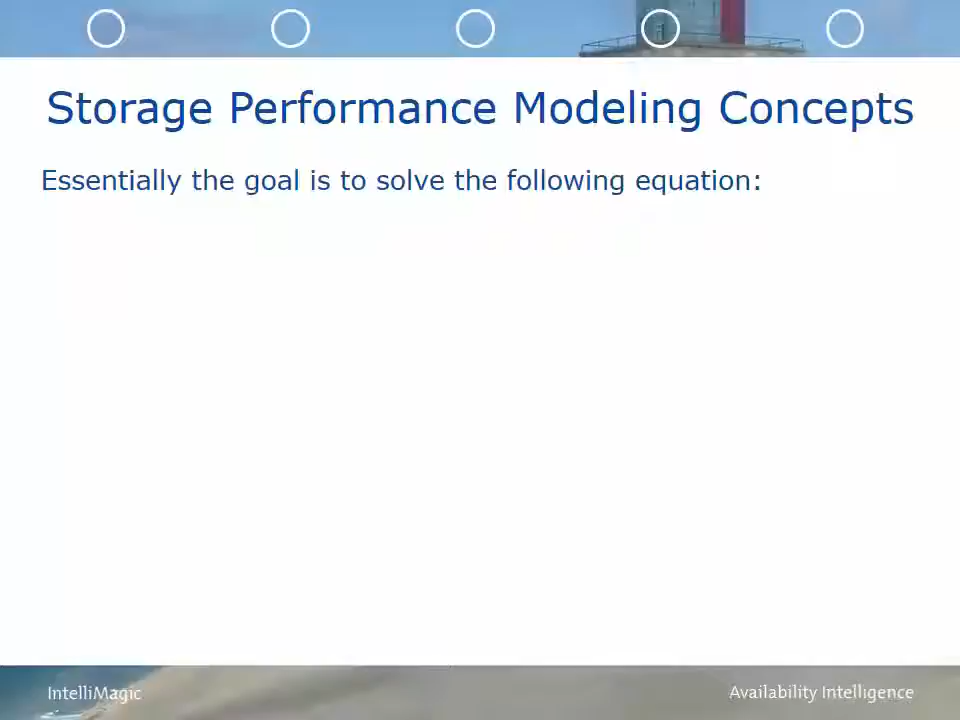 Storage Performance Modeling Concepts
Essentially the goal is to solve the following equation:
IntelliMagic
Availability Intelligence